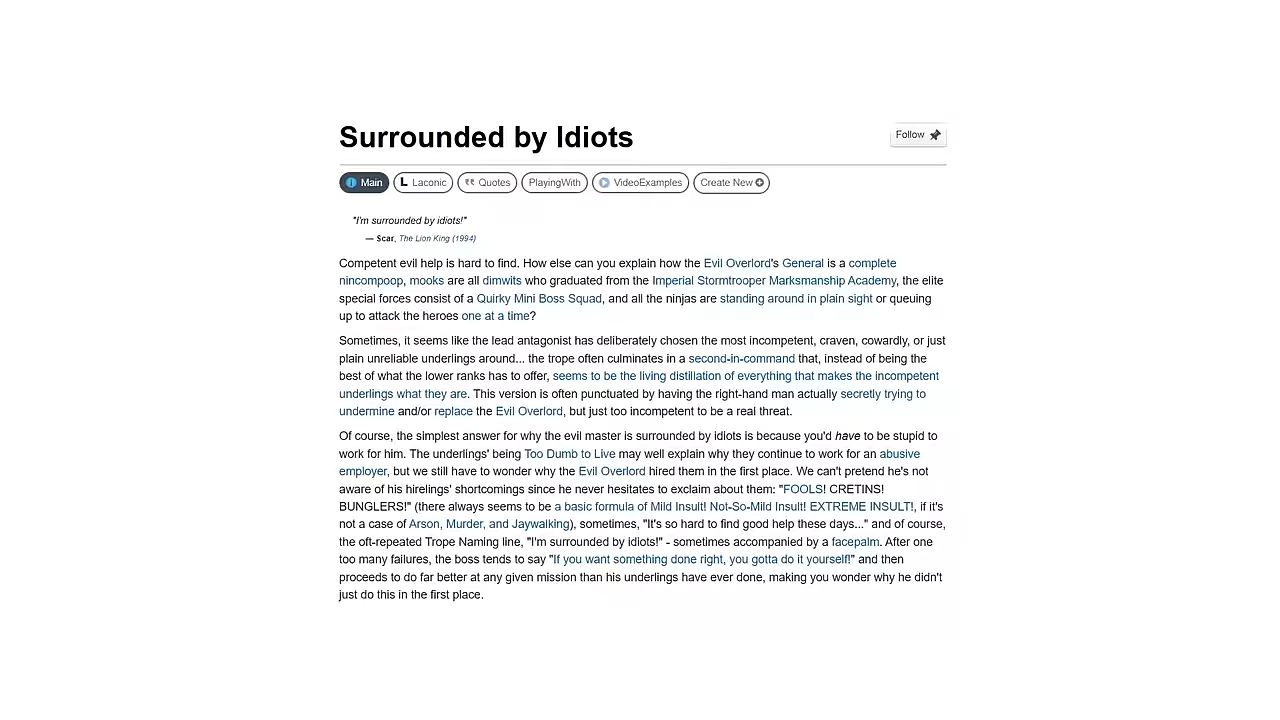 Surrounded by Idiots
Follow
Main
L Laconic
Quotes
PlayingWith
VideoExamples
Create New
"I'm surrounded by idiots!"
— Scar, The Lion King (1994)
Competent evil help is hard to find. How else can you explain how the Evil Overlord's General is a complete
nincompoop, mooks are all dimwits who graduated from the Imperial Stormtrooper Marksmanship Academy, the elite
special forces consist of a Quirky Mini Boss Squad, and all the ninjas are standing around in plain sight or queuing
up to attack the heroes one at a time?
Sometimes, it seems like the lead antagonist has deliberately chosen the most incompetent, craven, cowardly, or just
plain unreliable underlings around... the trope often culminates in a second-in-command that, instead of being the
best of what the lower ranks has to offer, seems to be the living distillation of everything that makes the incompetent
underlings what they are. This version is often punctuated by having the right-hand man actually secretly trying to
undermine and/or replace the Evil Overlord, but just too incompetent to be a real threat.
Of course, the simplest answer for why the evil master is surrounded by idiots is because you'd have to be stupid to
work for him. The underlings' being Too Dumb to Live may well explain why they continue to work for an abusive
employer, but we still have to wonder why the Evil Overlord hired them in the first place. We can't pretend he's not
aware of his hirelings' shortcomings since he never hesitates to exclaim about them: "FOOLS! CRETINS!
BUNGLERS!" (there always seems to be a basic formula of Mild Insult! Not-So-Mild Insult! EXTREME INSULT!, if it's
not a case of Arson, Murder, and Jaywalking), sometimes, "It's so hard to find good help these days..." and of course,
the oft-repeated Trope Naming line, "I'm surrounded by idiots!" - sometimes accompanied by a facepalm. After one
too many failures, the boss tends to say "If you want something done right, you gotta do it yourself!" and then
proceeds to do far better at any given mission than his underlings have ever done, making you wonder why he didn't
just do this in the first place.